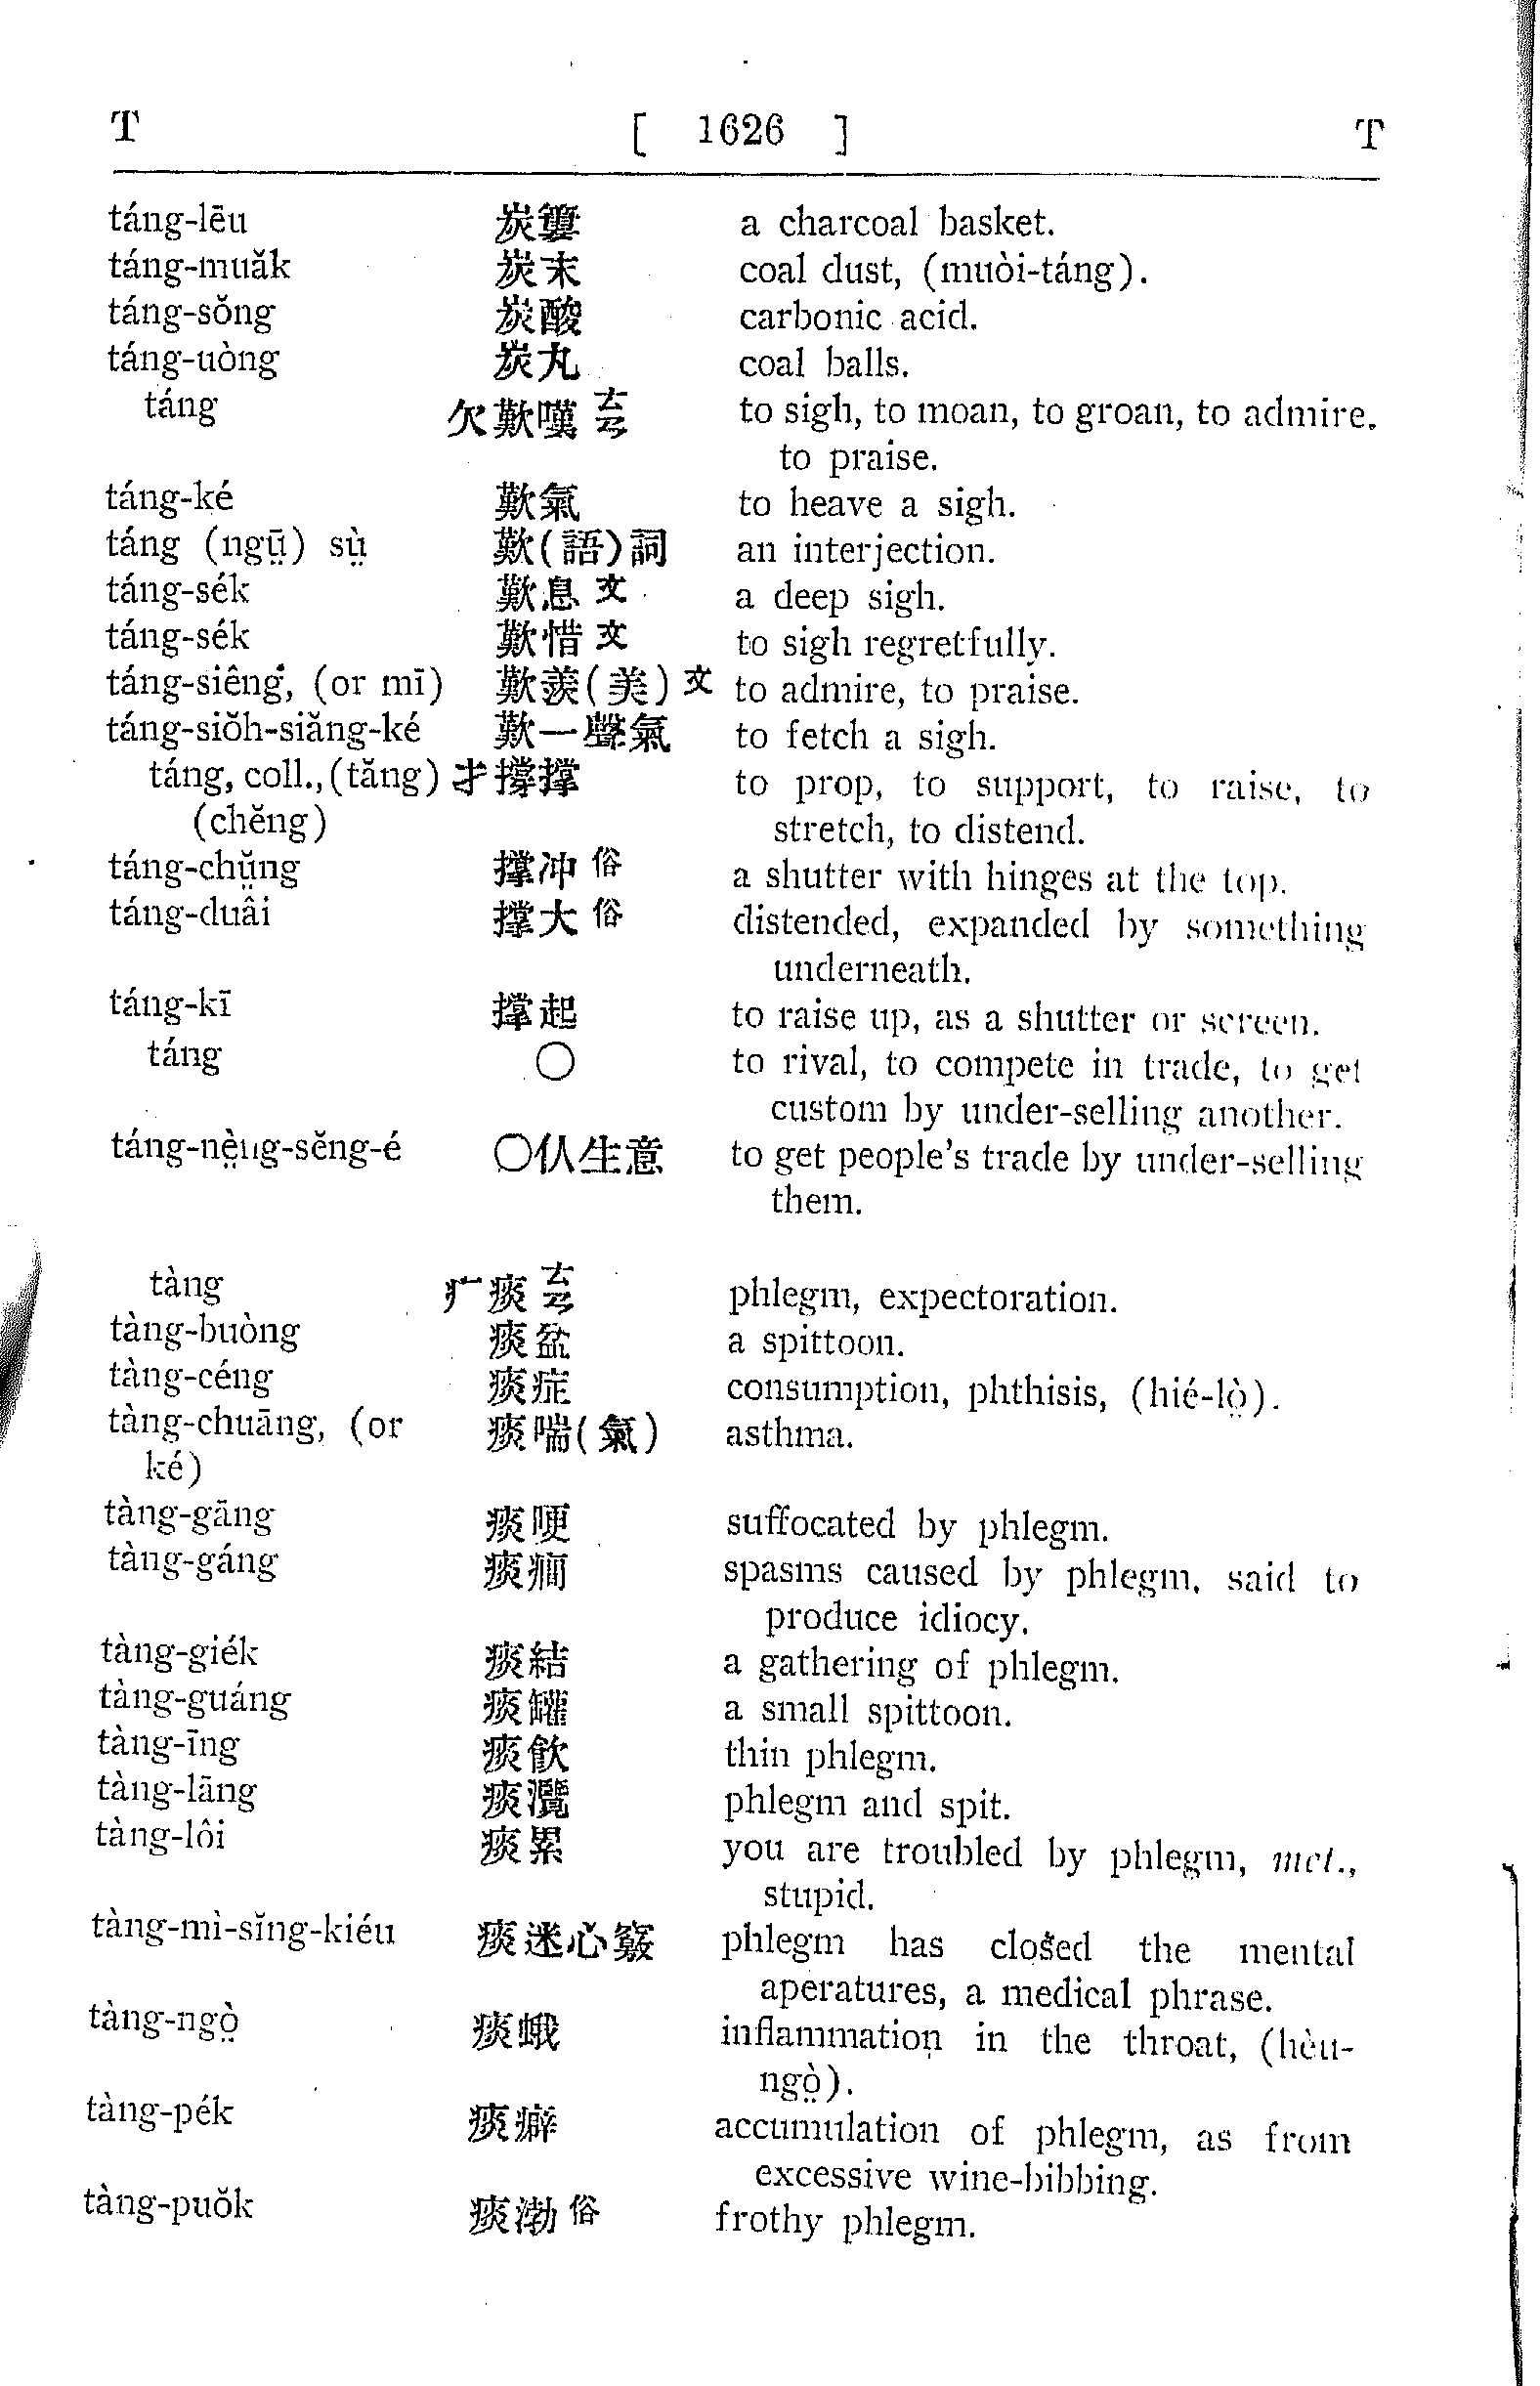 T [ 1626 ] T
táng-lēu 炭簍 a charcoal basket.
táng-muăk 炭末 coal dust, (muòi-táng).
táng-sŏng 炭酸 carbonic acid.
táng-uòng 炭丸 coal balls.
táng 欠歎嘆 ㄊㄢ to sigh, to moan, to groan, to admire,
to praise.
táng-ké 歎氣 to heave a sigh.
táng (ngṳ̄) sṳ̀ 歎(語)詞 an interjection.
táng-sék 歎息文 a deep sigh.
táng-sék 歎惜文 to sigh regretfully.
táng-siêng, (or mī) 歎羨(美)文 to admire, to praise.
táng-siŏh-siăng-ké 歎一聲氣 to fetch a sigh.
táng, coll., (tăng) 才撐撑 to prop, to support, to raise, to
(chĕng) stretch, to distend.
táng-chṳ̆ng 撑冲俗 a shutter with hinges at the top.
táng-duâi 撑大俗 distended, expanded by something
underneath.
táng-kī 撑起 to raise up, as a shutter or screen.
táng ○ to rival, to compete in trade, to get
custom by under-selling another.
táng-nè̤ng-sĕng-é ○仈生意 to get people's trade by under-selling
them.
tàng 疒痰 ㄊㄢ phlegm, expectoration.
tàng-buòng 痰盆 a spittoon.
tàng-céng 痰症 consumption, phthisis, (hié-lò̤).
tàng-chuāng, (or 痰喘(氣) asthma.
ké)
tàng-gāng 痰哽 suffocated by phlegm.
tàng-gáng 痰癇 spasms caused by phlegm, said to
produce idiocy.
tàng-giék 痰結 a gathering of phlegm.
tàng-guáng 痰罐 a small spittoon.
tàng-īng 痰飲 thin phlegm.
tàng-lāng 痰灠 phlegm and spit.
tàng-lôi 痰累 you are troubled by phlegm, met.,
stupid.
tàng-mì-sĭng-kiéu 痰迷心竅 phlegm has closed the mental
aperatures, a medical phrase.
tàng-ngò̤ 痰蛾 inflammation in the throat, (hèu-
ngò̤).
tàng-pék 痰癖 accumulation of phlegm, as from
excessive wine-bibbing.
tàng-puŏk 痰渤俗 frothy phlegm.